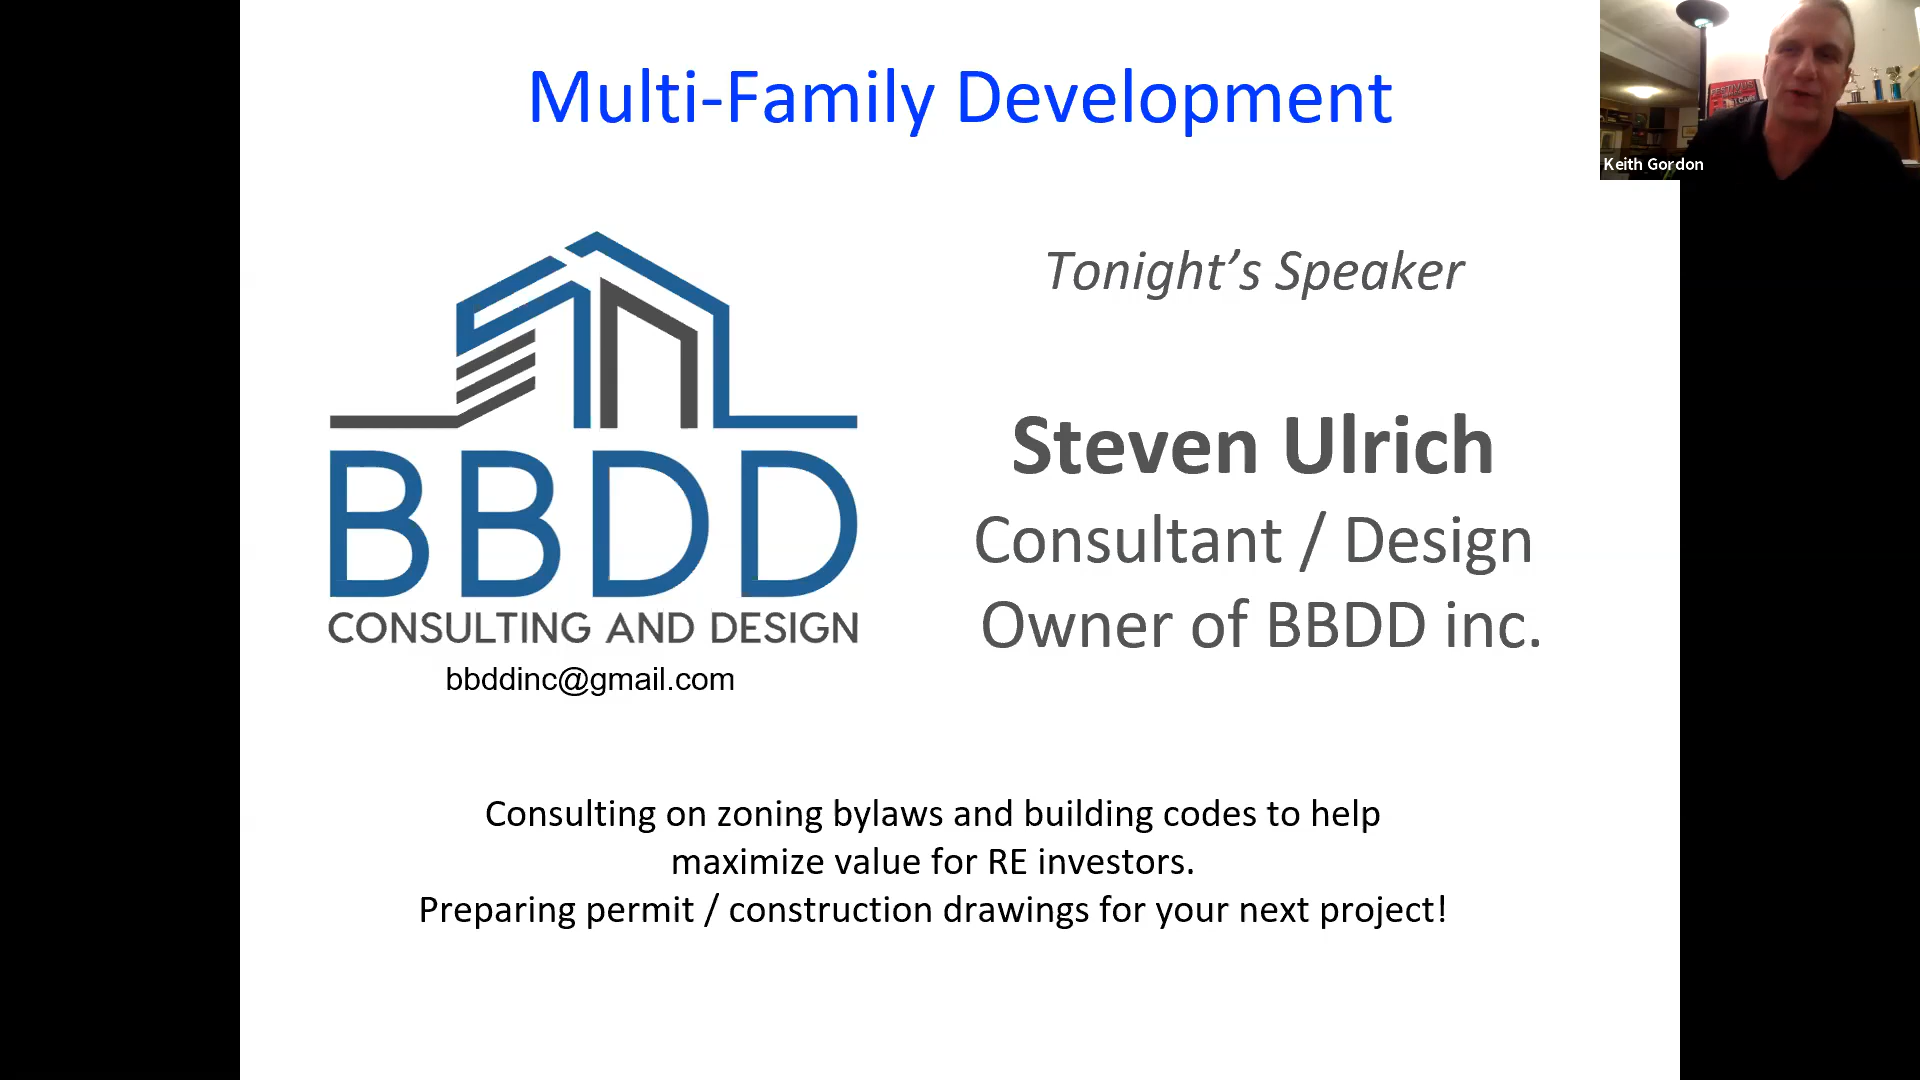 Multi-Family Development
Keith Gordon
Tonight’s Speaker
Steven Ulrich
Consultant / Design
Owner of BBDD inc.
BBDD
CONSULTING AND DESIGN
bbddinc@gmail.com
Consulting on zoning bylaws and building codes to help
maximize value for RE investors.
Preparing permit / construction drawings for your next project!